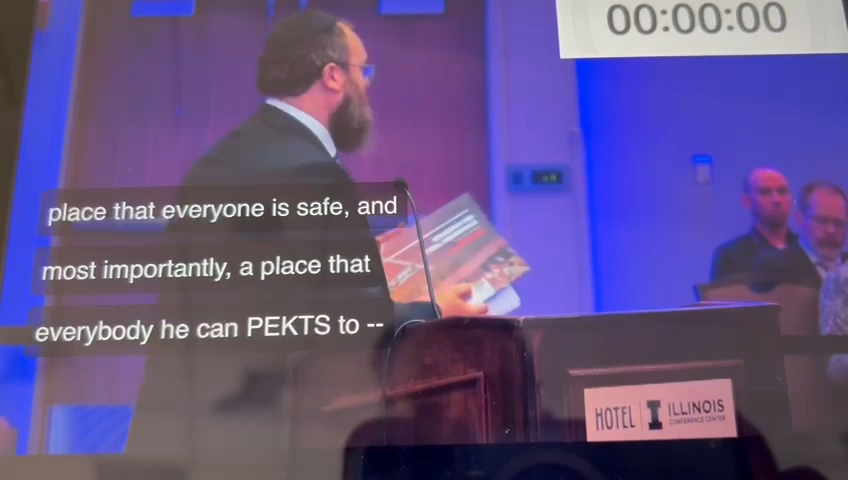 00:00:00
place that everyone is safe, and
most importantly, a place that
everybody he can PEKTS to --
HOTEL
I ILLINOIS
CONFERENCE CENTER